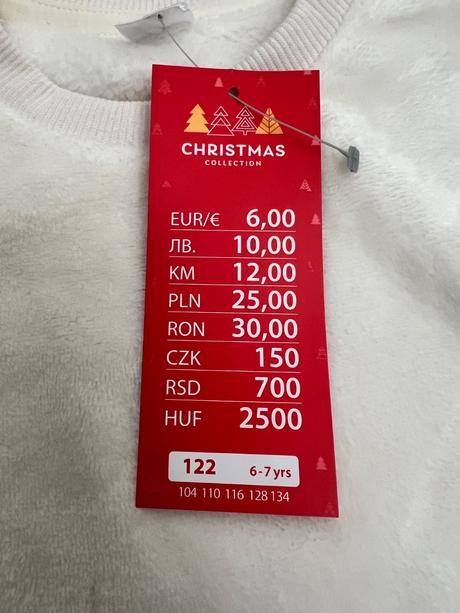 CHRISTMAS
COLLECTION
EUR/€ 6,00
ЛВ. 10,00
KM 12,00
PLN 25,00
RON 30,00
CZK 150
RSD 700
HUF 2500
122 6-7 yrs
104 110 116 128 134